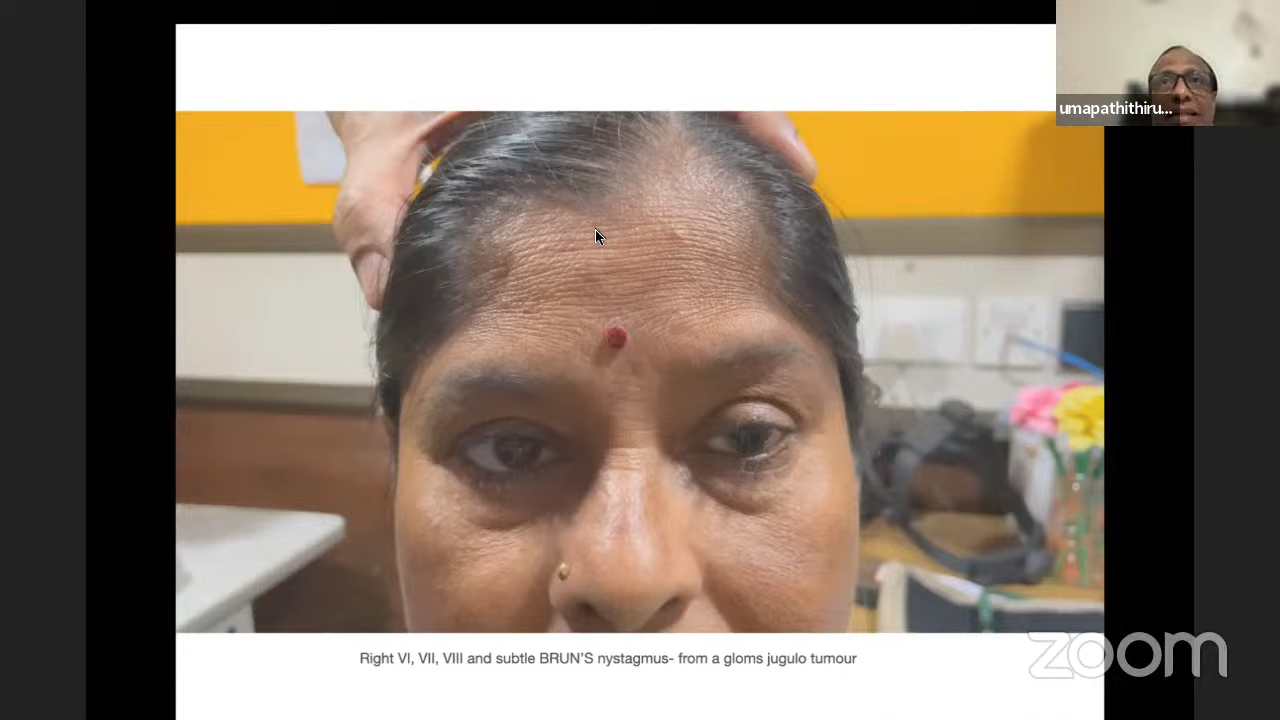 umapathithiru...
Right VI, VII, VIII and subtle BRUN'S nystagmus- from a gloms jugulo tumour
zoom